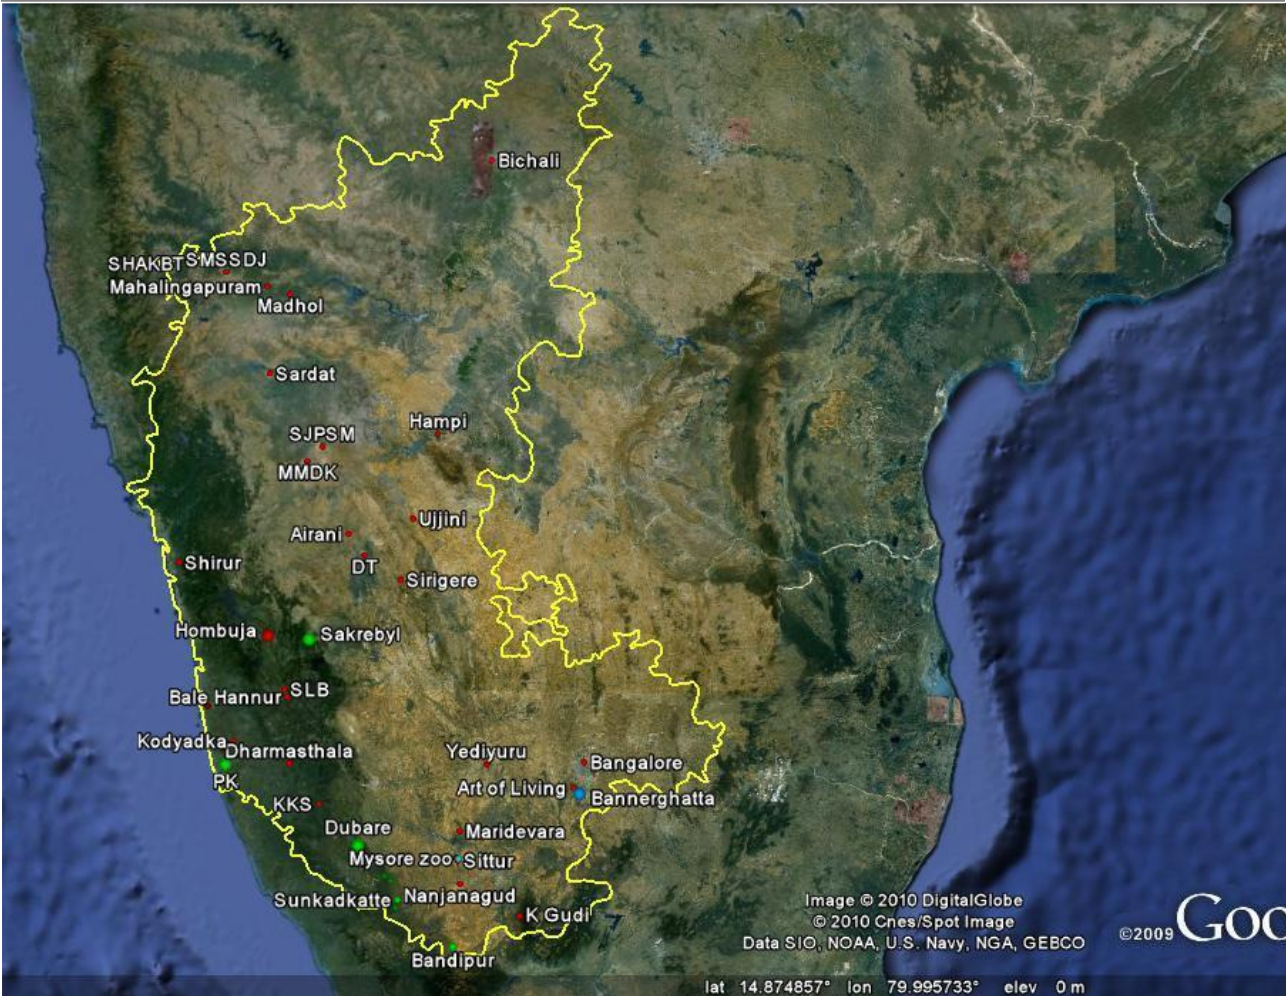 Bichali
SHAKBT SMSSDJ
Mahalingapuram
Madhol
Sardat
Hampi
SJPSM
MMDK
Ujjini
Airani
DT
Shirur
Sirigere
Hombuja
Sakrebyl
SLB
Bale Hannur
Kodyadka
Dharmasthala
Yediyuru
Bangalore
PK
Art of Living
Bannerghatta
KKS
Dubare
Maridevara
Mysore zoo Sittur
Sunkadkatte
Nanjanagud
K Gudi
Bandipur
Image © 2010 DigitalGlobe
© 2010 Cnes/Spot Image
Data SIO, NOAA, U.S. Navy, NGA, GEBCO
©2009 Goo
lat 14.874857° lon 79.995733° elev 0 m